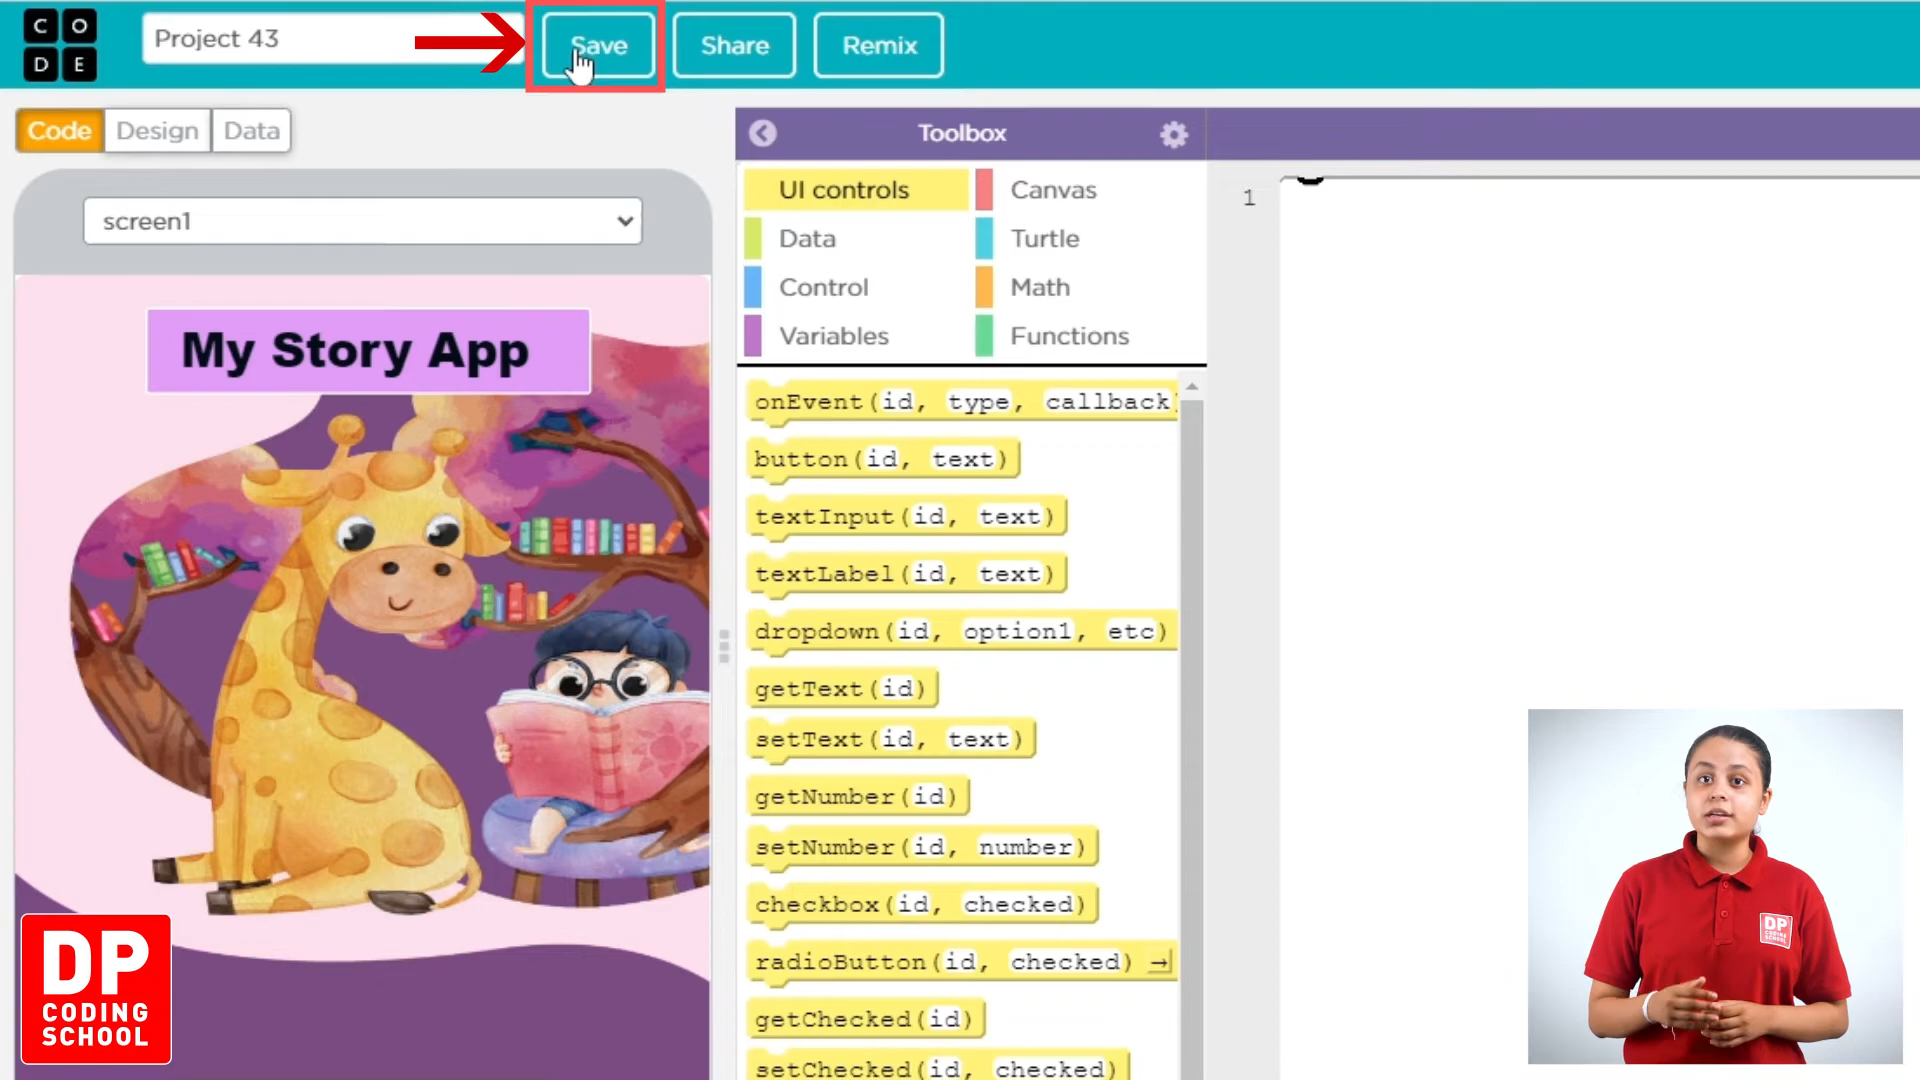 C O
D E
Project 43
Save
Share
Remix
Code
Design
Data
Toolbox
screen1
UI controls
Canvas
Data
Turtle
Control
Math
Variables
Functions
1
My Story App
onEvent(id, type, callback)
button(id, text)
textInput(id, text)
textLabel(id, text)
dropdown(id, option1, etc)
getText(id)
setText(id, text)
getNumber(id)
setNumber(id, number)
checkbox(id, checked)
radioButton(id, checked) →
getChecked(id)
setChecked(id, checked)
DP
CODING
SCHOOL
DP
CODING
SCHOOL